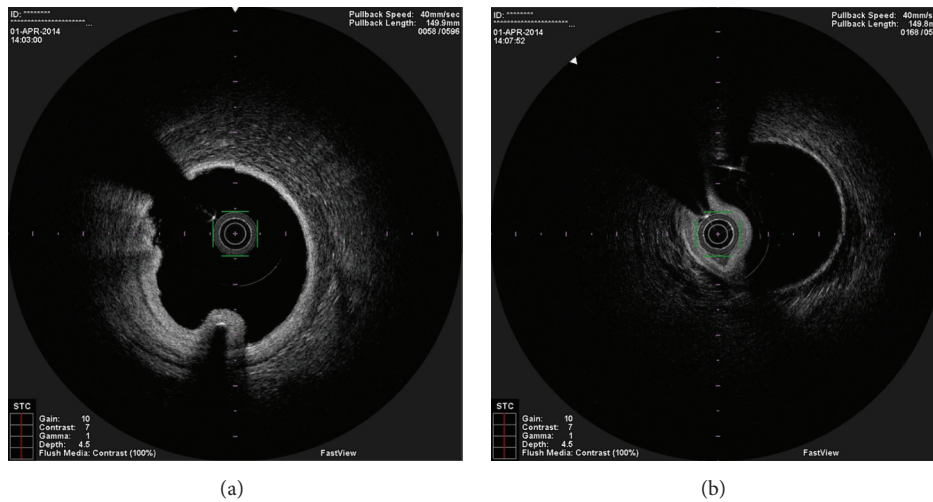 ID: ********
**********************...
01-APR-2014
14:03:00
Pullback Speed: 40mm/sec
Pullback Length: 149.9mm
0058 /0596
STC
Gain: 10
Contrast: 7
Gamma: 1
Depth: 4.5
Flush Media: Contrast (100%)
FastView
(a)
ID: ********
**********************...
01-APR-2014
14:07:52
Pullback Speed: 40mm/s
Pullback Length: 149.8m
0168 /05
STC
Gain: 10
Contrast: 7
Gamma: 1
Depth: 4.5
Flush Media: Contrast (100%)
FastView
(b)